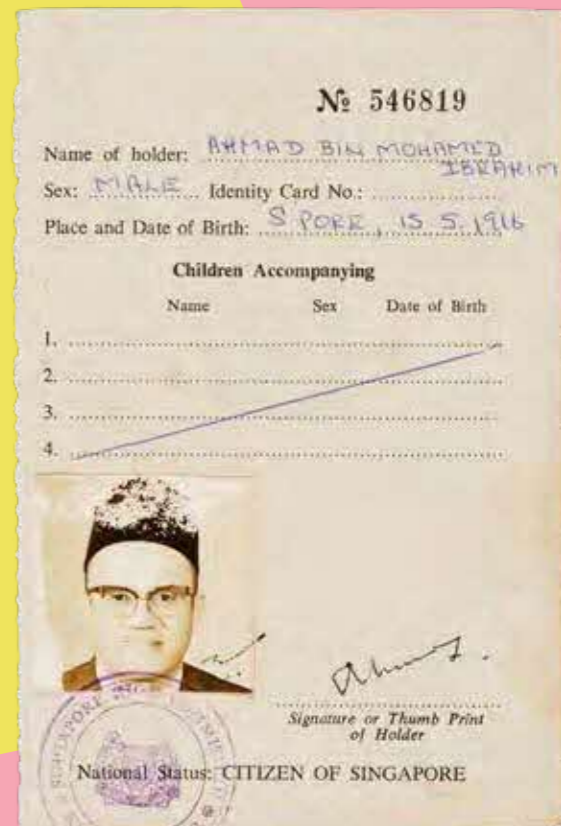 № 546819
Name of holder: AHMAD BIN MOHAMED
IBRAHIM
Sex: MALE Identity Card No.:
Place and Date of Birth: S'PORE, 15. 5. 1916
Children Accompanying
Name Sex Date of Birth
1.
2.
3.
4.
Signature or Thumb Print
of Holder
SINGAPORE
National Status: CITIZEN OF SINGAPORE